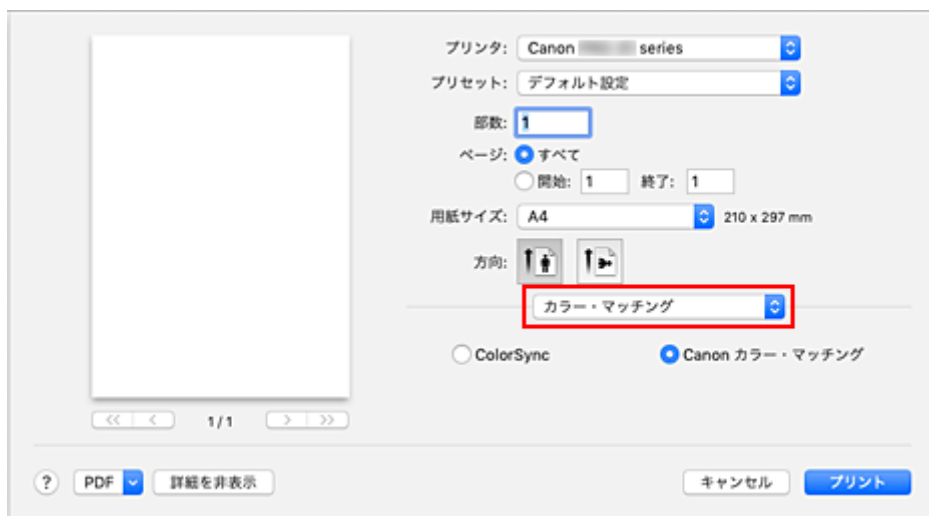 プリンタ: Canon series
プリセット: デフォルト設定
部数: 1
ページ: すべて
開始: 1 終了: 1
用紙サイズ: A4 210 x 297 mm
方向:
カラー・マッチング
ColorSync Canon カラー・マッチング
<< < 1 / 1 > >>
? PDF 詳細を非表示 キャンセル プリント